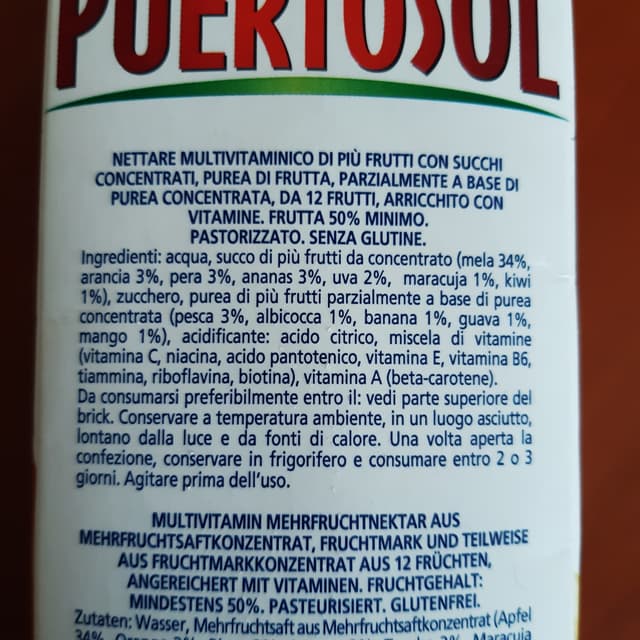 PUERTOSOL
NETTARE MULTIVITAMINICO DI PIÙ FRUTTI CON SUCCHI
CONCENTRATI, PUREA DI FRUTTA, PARZIALMENTE A BASE DI
PUREA CONCENTRATA, DA 12 FRUTTI, ARRICCHITO CON
VITAMINE. FRUTTA 50% MINIMO.
PASTORIZZATO. SENZA GLUTINE.
Ingredienti: acqua, succo di più frutti da concentrato (mela 34%,
arancia 3%, pera 3%, ananas 3%, uva 2%, maracuja 1%, kiwi
1%), zucchero, purea di più frutti parzialmente a base di purea
concentrata (pesca 3%, albicocca 1%, banana 1%, guava 1%,
mango 1%), acidificante: acido citrico, miscela di vitamine
(vitamina C, niacina, acido pantotenico, vitamina E, vitamina B6,
tiammina, riboflavina, biotina), vitamina A (beta-carotene).
Da consumarsi preferibilmente entro il: vedi parte superiore del
brick. Conservare a temperatura ambiente, in un luogo asciutto,
lontano dalla luce e da fonti di calore. Una volta aperta la
confezione, conservare in frigorifero e consumare entro 2 o 3
giorni. Agitare prima dell'uso.
MULTIVITAMIN MEHRFRUCHTNEKTAR AUS
MEHRFRUCHTSAFTKONZENTRAT, FRUCHTMARK UND TEILWEISE
AUS FRUCHTMARKKONZENTRAT AUS 12 FRÜCHTEN,
ANGEREICHERT MIT VITAMINEN. FRUCHTGEHALT:
MINDESTENS 50%. PASTEURISIERT. GLUTENFREI.
Zutaten: Wasser, Mehrfruchtsaft aus Mehrfruchtsaftkonzentrat (Apfel
34%, Maracuja